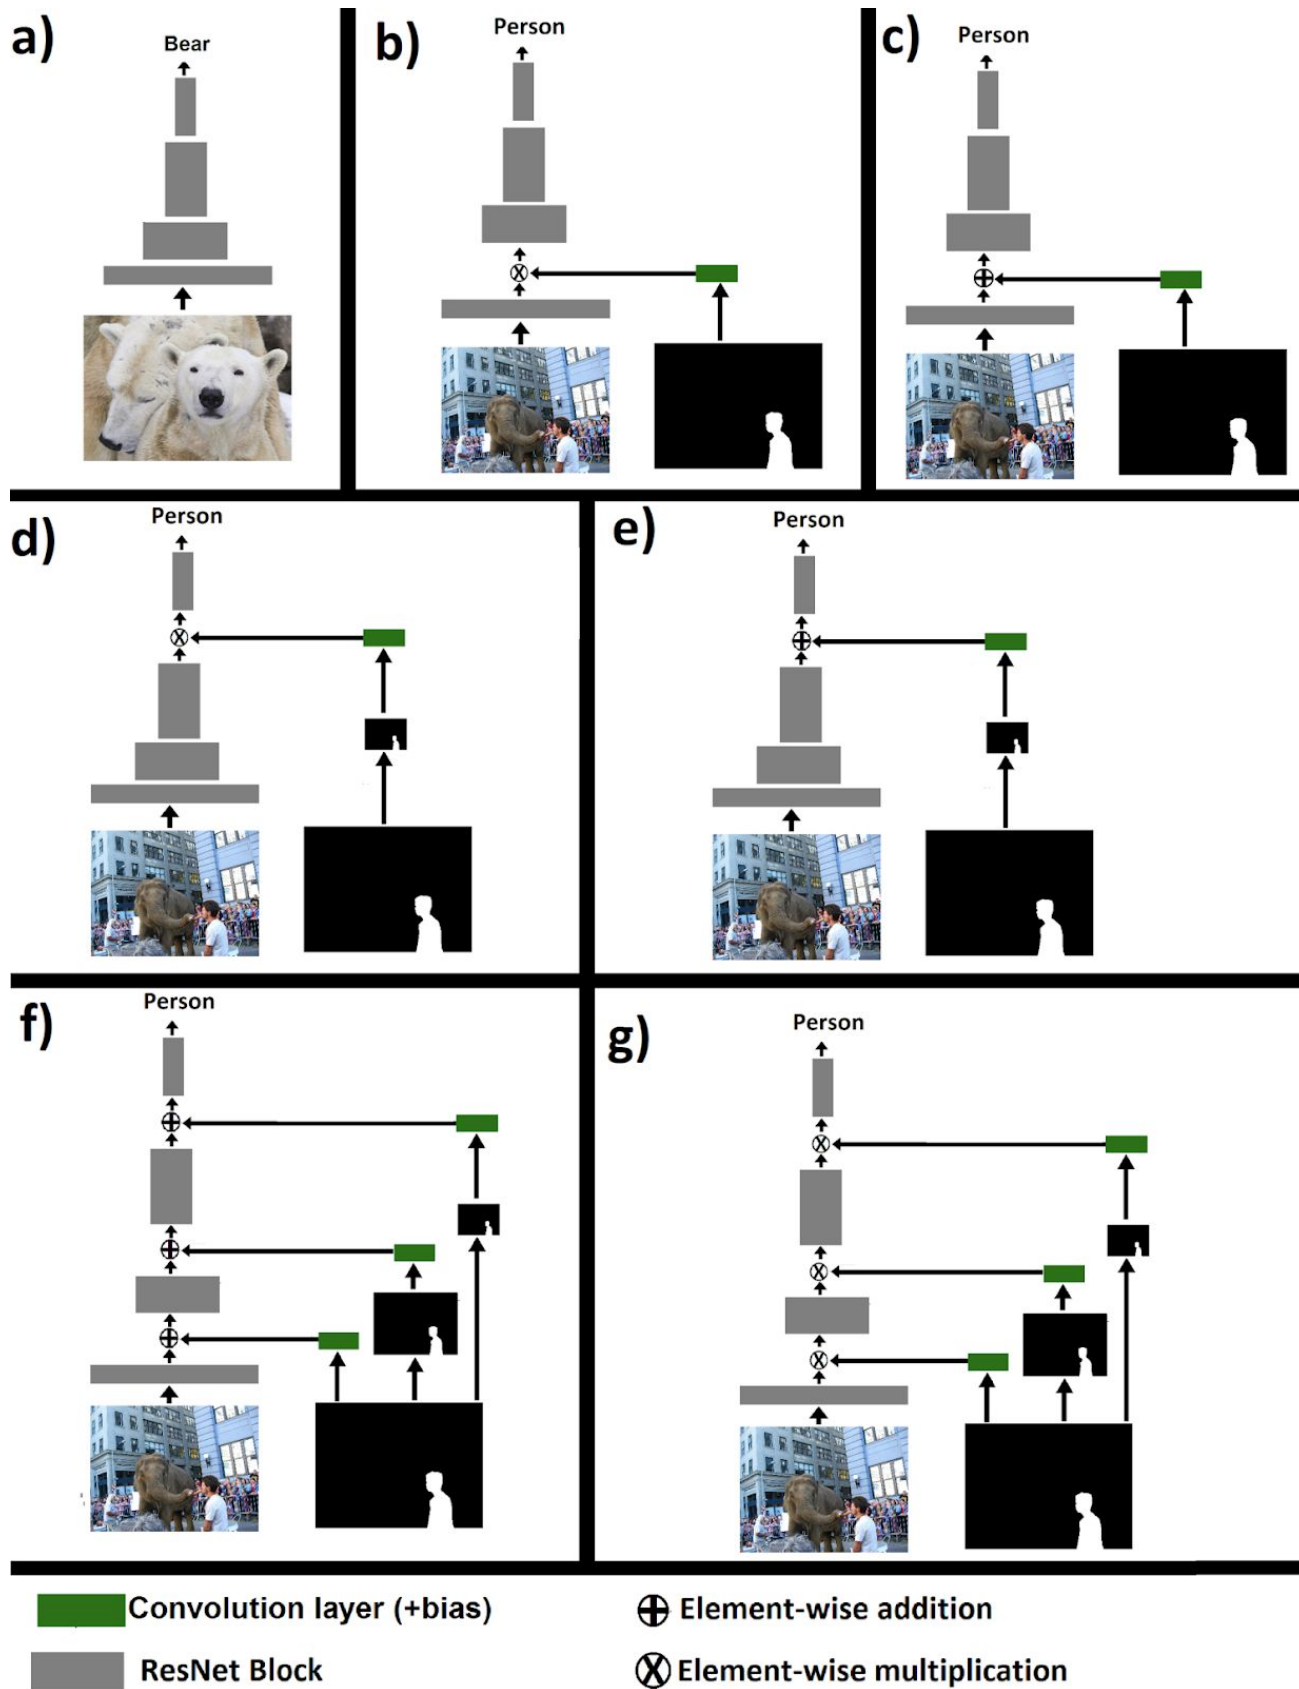 a)
Bear
b)
Person
c)
Person
d)
Person
e)
Person
f)
Person
g)
Person
Convolution layer (+bias)
Element-wise addition
ResNet Block
Element-wise multiplication